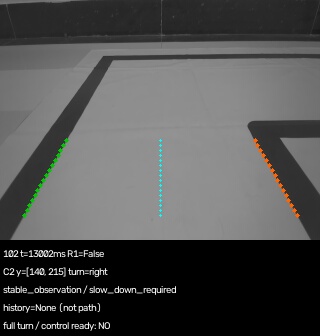 102 t=13002ms R1=False
C2 y=[140, 215] turn=right
stable_observation / slow_down_required
history=None (not path)
full turn / control ready: NO